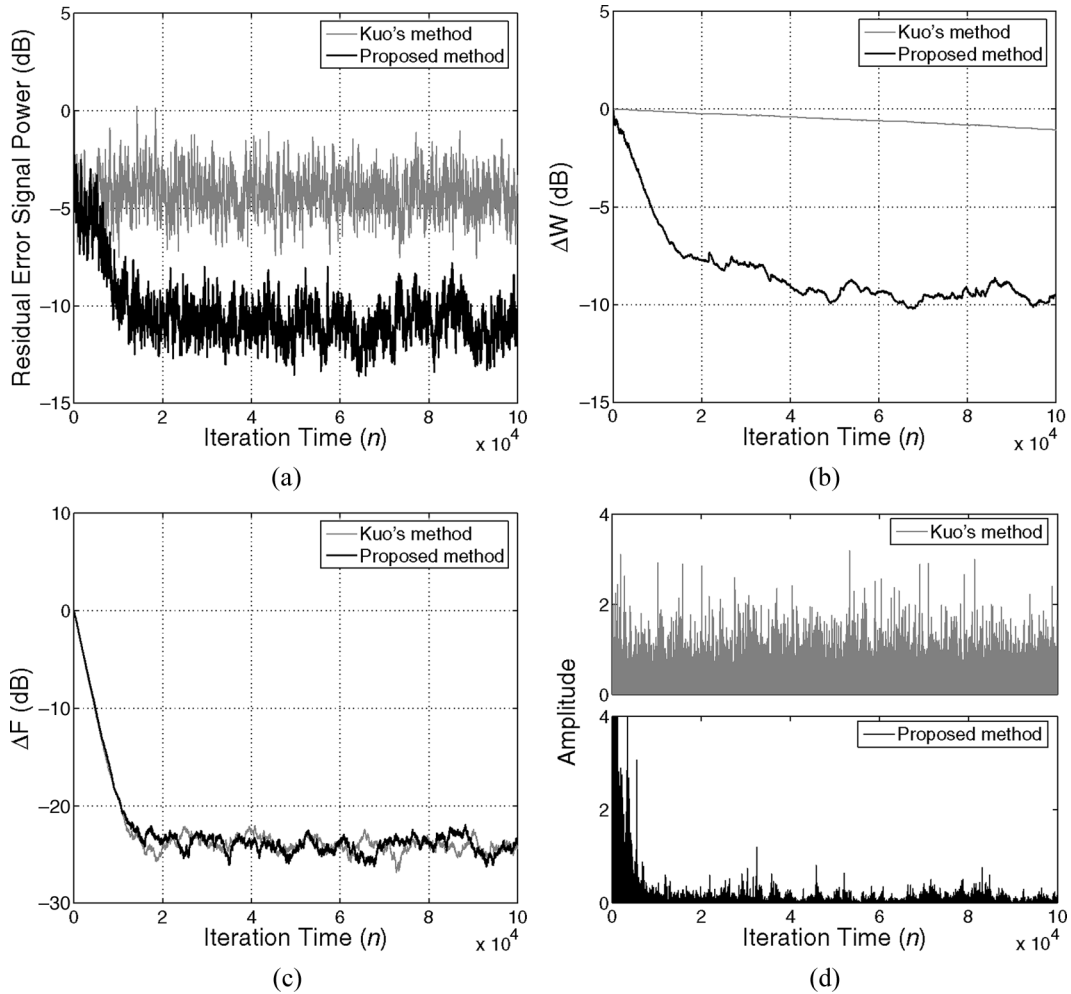 5
0
−5
−10
−15
Residual Error Signal Power (dB)
Kuo's method
Proposed method
0 2 4 6 8 10
Iteration Time (n)
x 10^4
(a)
5
0
−5
−10
−15
ΔW (dB)
Kuo's method
Proposed method
0 2 4 6 8 10
Iteration Time (n)
x 10^4
(b)
10
0
−10
−20
−30
ΔF (dB)
Kuo's method
Proposed method
0 2 4 6 8 10
Iteration Time (n)
x 10^4
(c)
4
2
0
Kuo's method
Amplitude
4
2
0
Proposed method
0 2 4 6 8 10
Iteration Time (n)
x 10^4
(d)